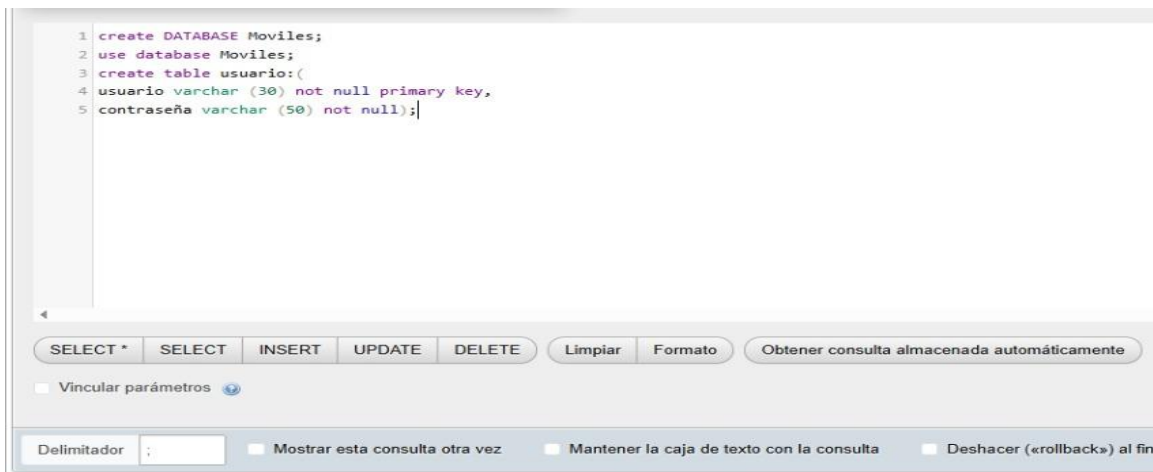 1 create DATABASE Moviles;
2 use database Moviles;
3 create table usuario:(
4 usuario varchar (30) not null primary key,
5 contraseña varchar (50) not null);
SELECT * SELECT INSERT UPDATE DELETE Limpiar Formato Obtener consulta almacenada automáticamente
Vincular parámetros
Delimitador ; Mostrar esta consulta otra vez Mantener la caja de texto con la consulta Deshacer («rollback») al fin